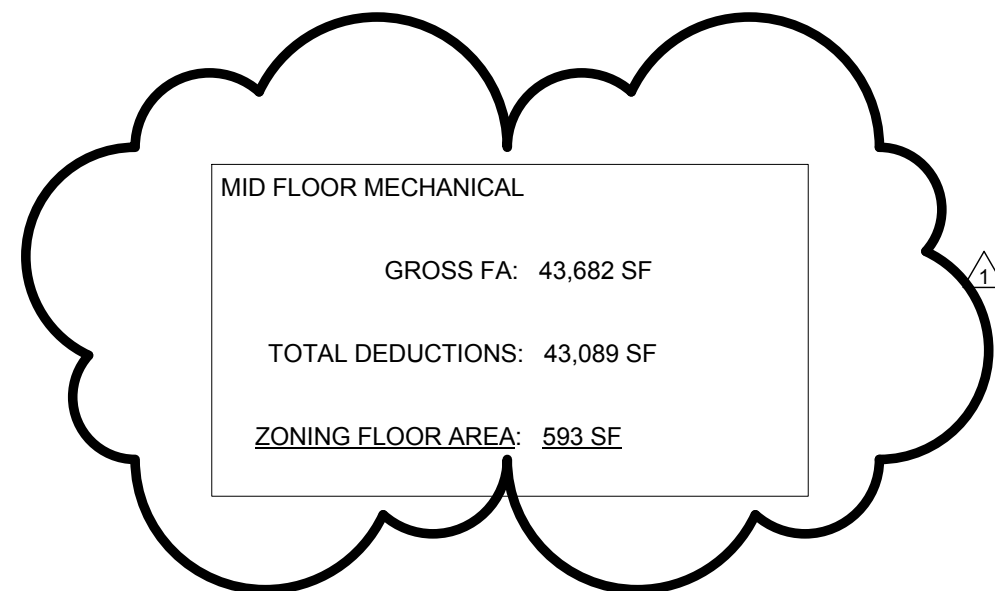 MID FLOOR MECHANICAL
GROSS FA: 43,682 SF
1
TOTAL DEDUCTIONS: 43,089 SF
ZONING FLOOR AREA: 593 SF